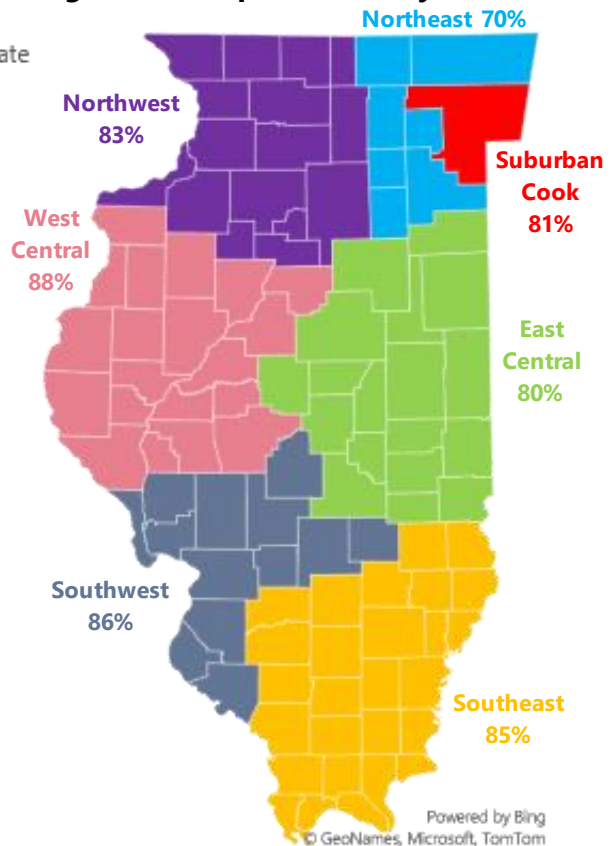 Northeast 70%
Northwest
83%
Suburban
Cook
81%
West
Central
88%
East
Central
80%
Southwest
86%
Southeast
85%
Powered by Bing
© GeoNames, Microsoft, TomTom